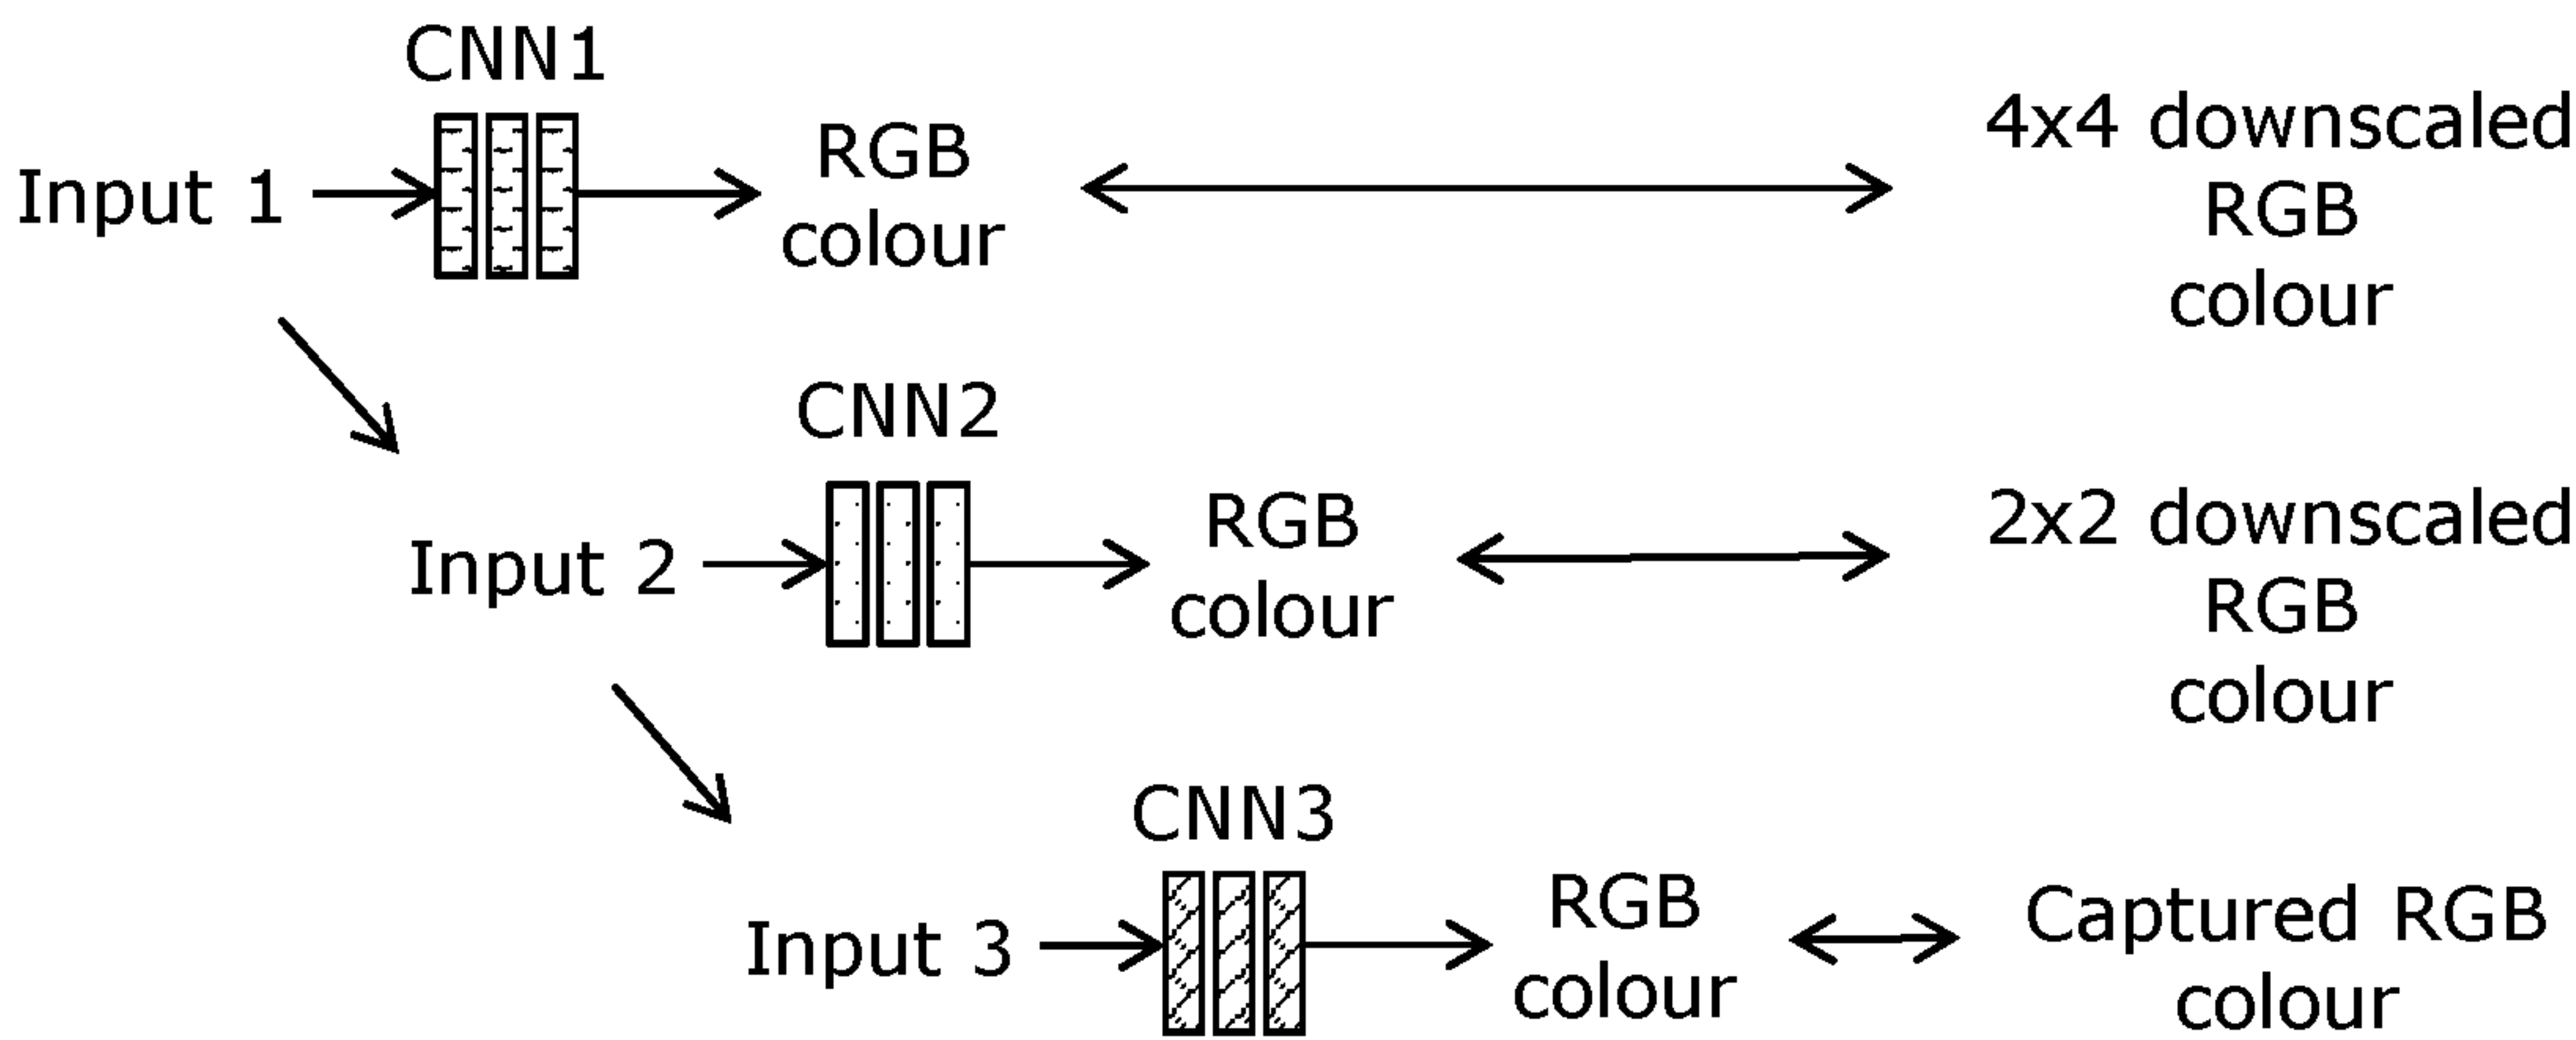 CNN1
Input 1
RGB
colour
4x4 downscaled
RGB
colour
CNN2
Input 2
RGB
colour
2x2 downscaled
RGB
colour
CNN3
Input 3
RGB
colour
Captured RGB
colour